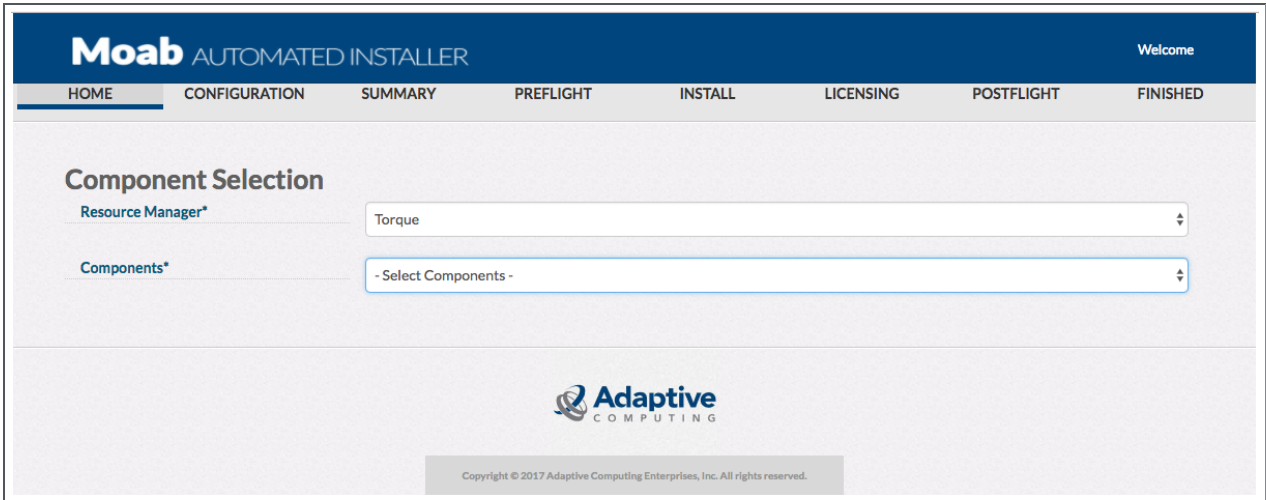 Moab AUTOMATED INSTALLER
Welcome
HOME CONFIGURATION SUMMARY PREFLIGHT INSTALL LICENSING POSTFLIGHT FINISHED
Component Selection
Resource Manager* Torque
Components* - Select Components -
Adaptive
COMPUTING
Copyright © 2017 Adaptive Computing Enterprises, Inc. All rights reserved.